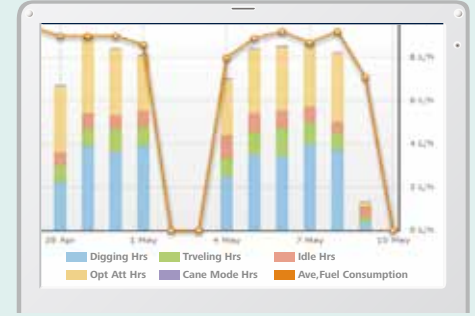 8 L/h
6 L/h
4 L/h
2 L/h
0 L/h
28 Apr 1 May 4 May 7 May 10 May
Digging Hrs Trveling Hrs Idle Hrs
Opt Att Hrs Cane Mode Hrs Ave,Fuel Consumption